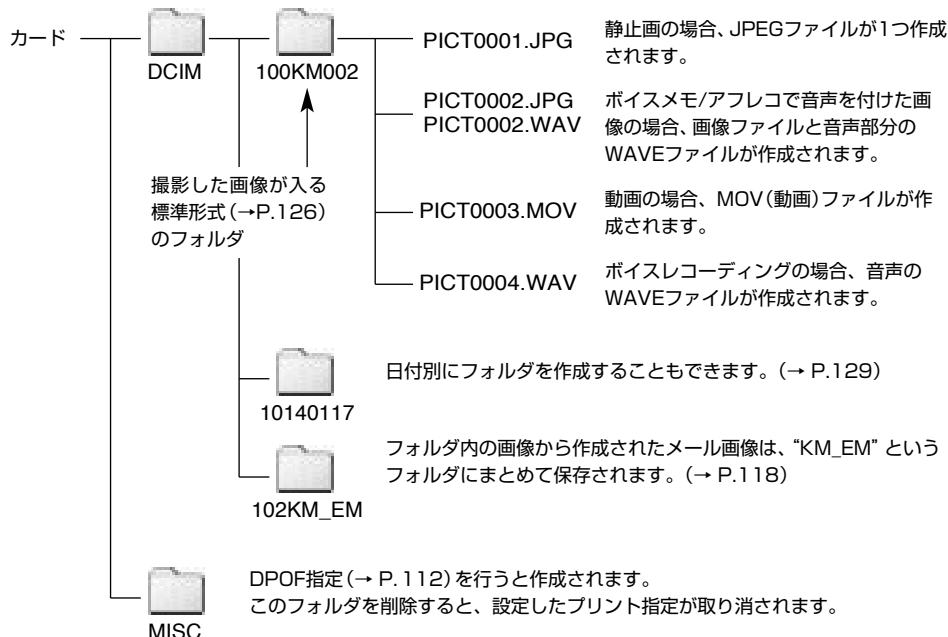 カード
DCIM
100KM002
撮影した画像が入る
標準形式(→P.126)
のフォルダ
PICT0001.JPG
静止画の場合、JPEGファイルが1つ作成
されます。
PICT0002.JPG
PICT0002.WAV
ボイスメモ/アフレコで音声を付けた画
像の場合、画像ファイルと音声部分の
WAVEファイルが作成されます。
PICT0003.MOV
動画の場合、MOV(動画)ファイルが作
成されます。
PICT0004.WAV
ボイスレコーディングの場合、音声の
WAVEファイルが作成されます。
10140117
日付別にフォルダを作成することもできます。(→ P.129)
102KM_EM
フォルダ内の画像から作成されたメール画像は、“KM_EM” という
フォルダにまとめて保存されます。(→ P.118)
MISC
DPOF指定(→ P. 112)を行うと作成されます。
このフォルダを削除すると、設定したプリント指定が取り消されます。